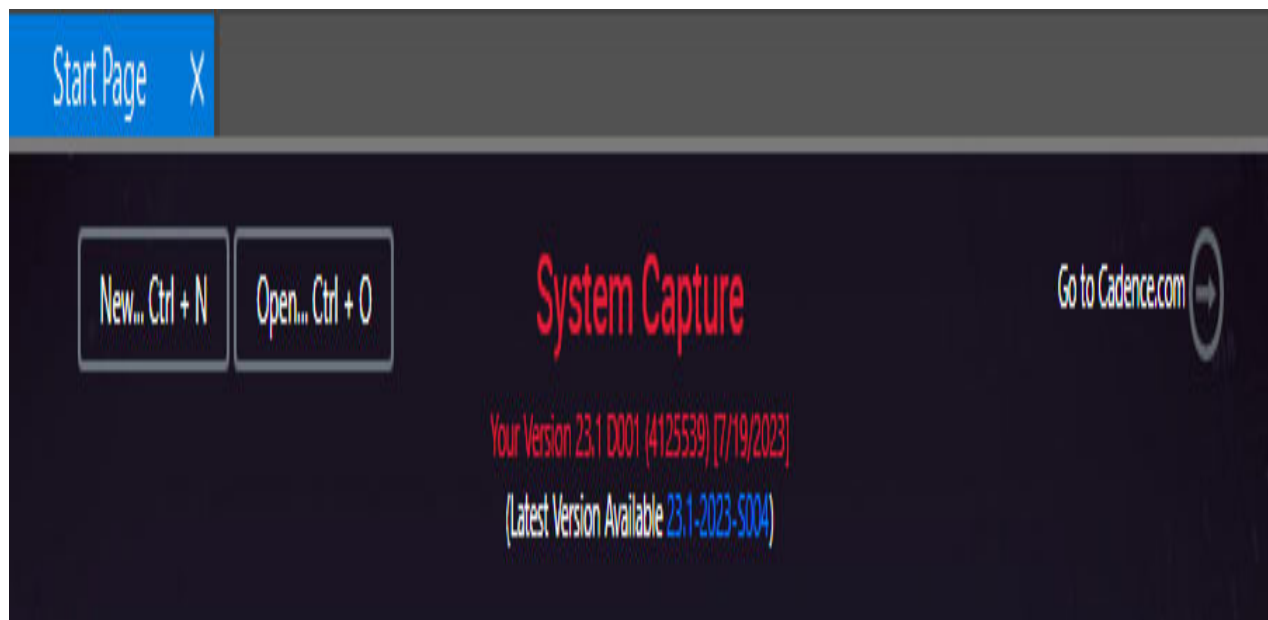 Start Page X
New... Ctrl + N Open... Ctrl + O System Capture Go to Cadence.com
Your Version 23.1 D001 (4125539) [7/19/2023]
(Latest Version Available 23.1-2023-S004)